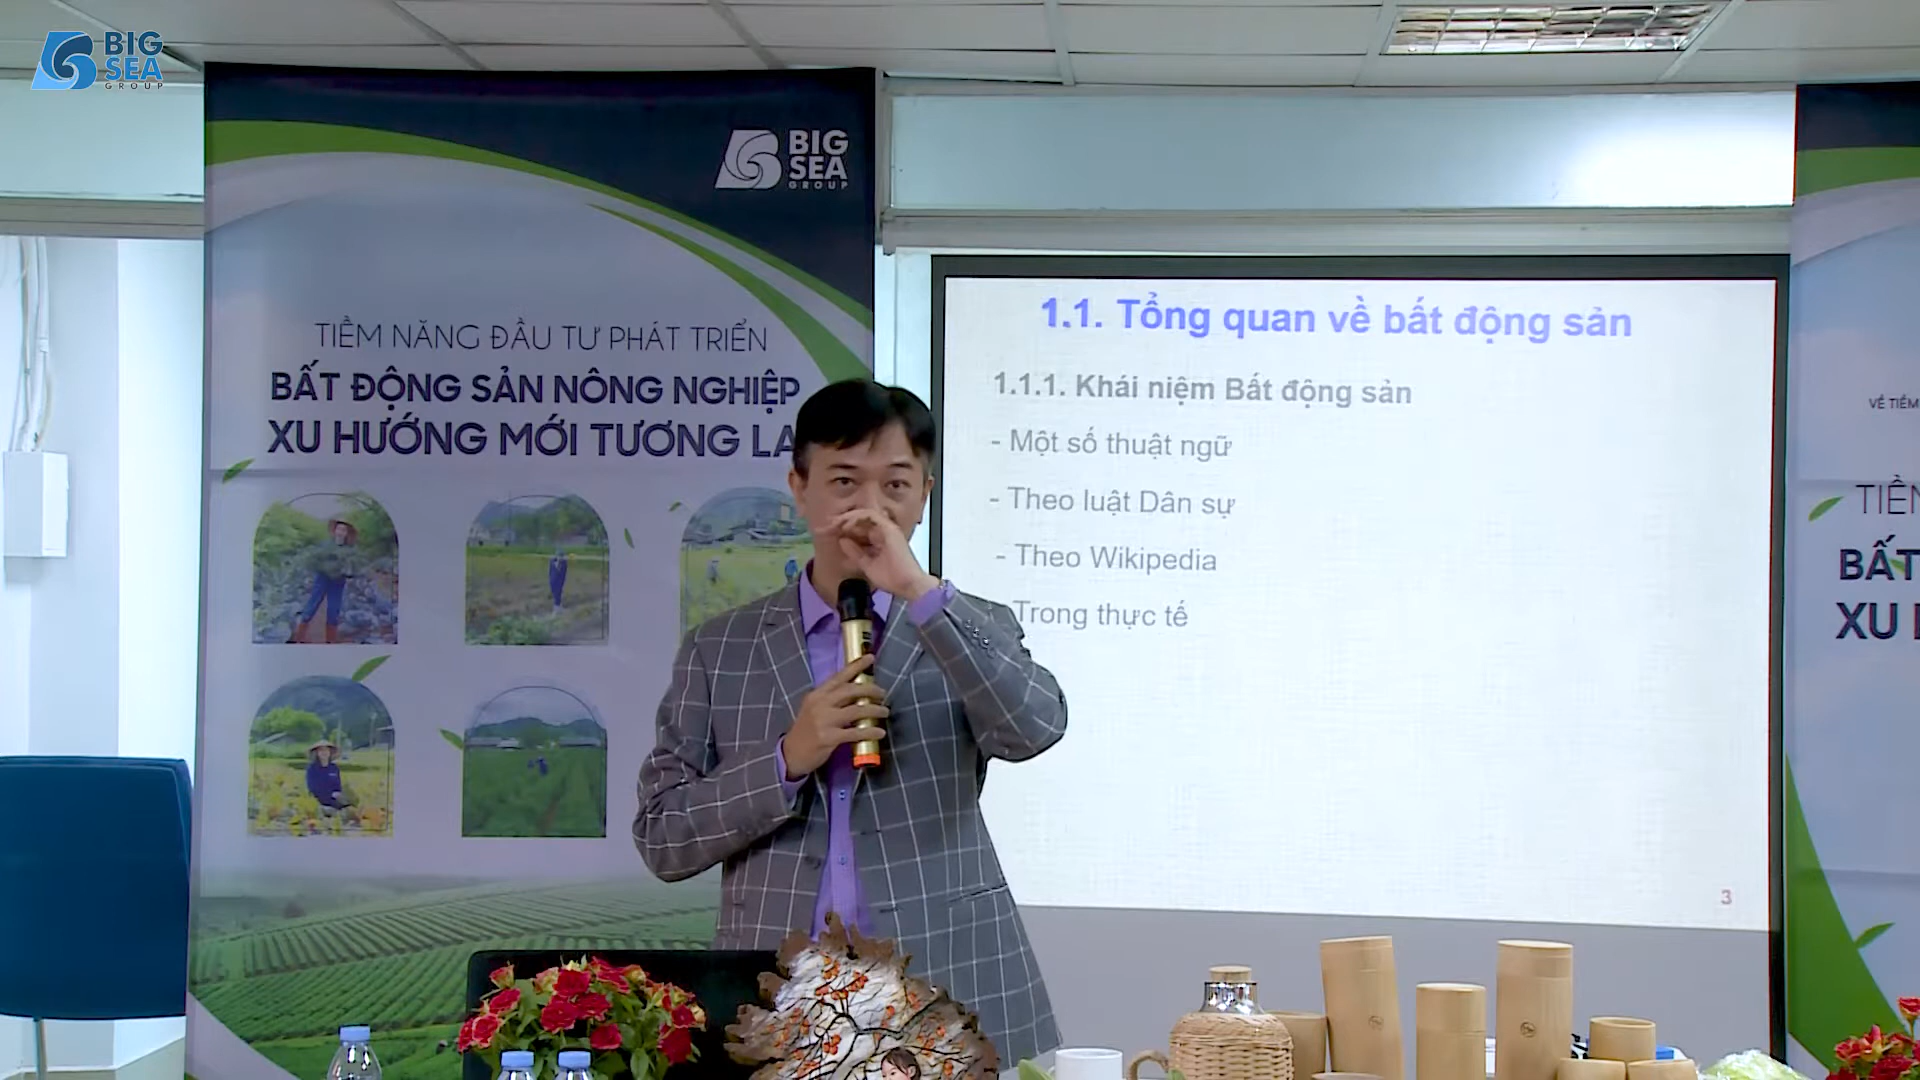 BIG
SEA
GROUP
BIG
SEA
GROUP
TIỀM NĂNG ĐẦU TƯ PHÁT TRIỂN
BẤT ĐỘNG SẢN NÔNG NGHIỆP
XU HƯỚNG MỚI TƯƠNG LA
1.1. Tổng quan về bất động sản
1.1.1. Khái niệm Bất động sản
- Một số thuật ngữ
- Theo luật Dân sự
- Theo Wikipedia
Trong thực tế
3
VỀ TIỀM
TIỀN
BẤT
XU